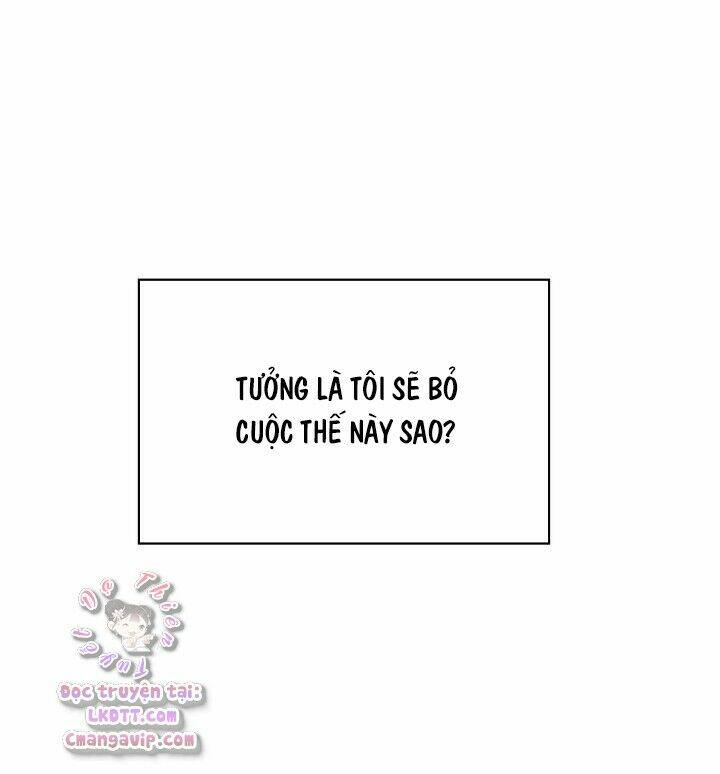 TƯỞNG LÀ TÔI SẼ BỎ
CUỘC THẾ NÀY SAO?
Dạ Thiên
Tuyết
Đọc truyện tại:
LKDTT.com
Cmangavip.com